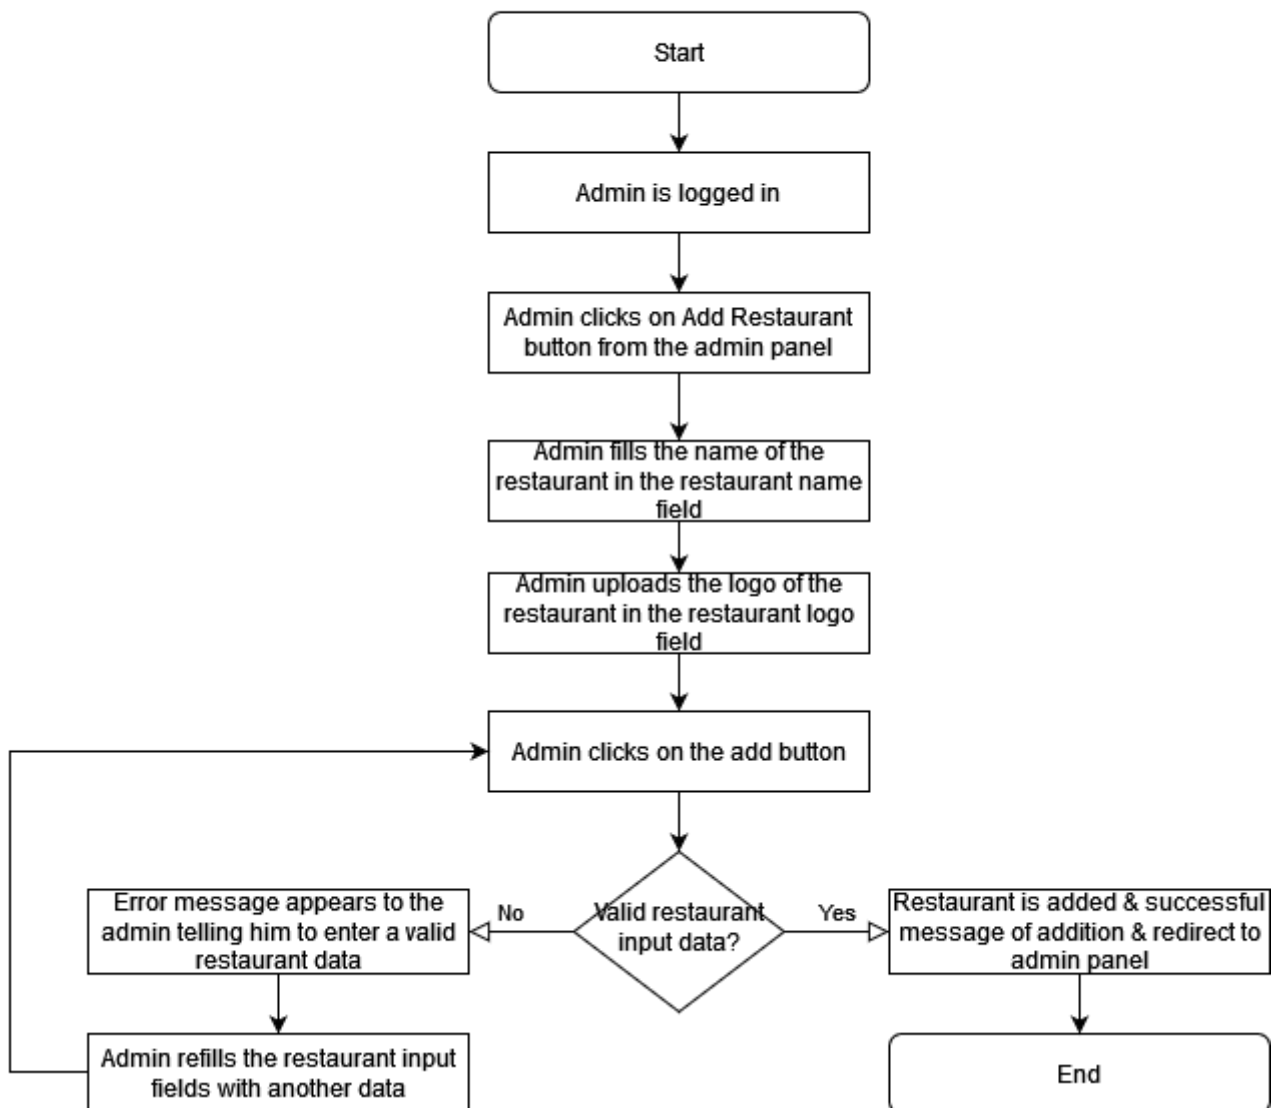 Start
Admin is logged in
Admin clicks on Add Restaurant
button from the admin panel
Admin fills the name of the
restaurant in the restaurant name
field
Admin uploads the logo of the
restaurant in the restaurant logo
field
Admin clicks on the add button
Valid restaurant
input data?
No
Yes
Error message appears to the
admin telling him to enter a valid
restaurant data
Restaurant is added & successful
message of addition & redirect to
admin panel
Admin refills the restaurant input
fields with another data
End